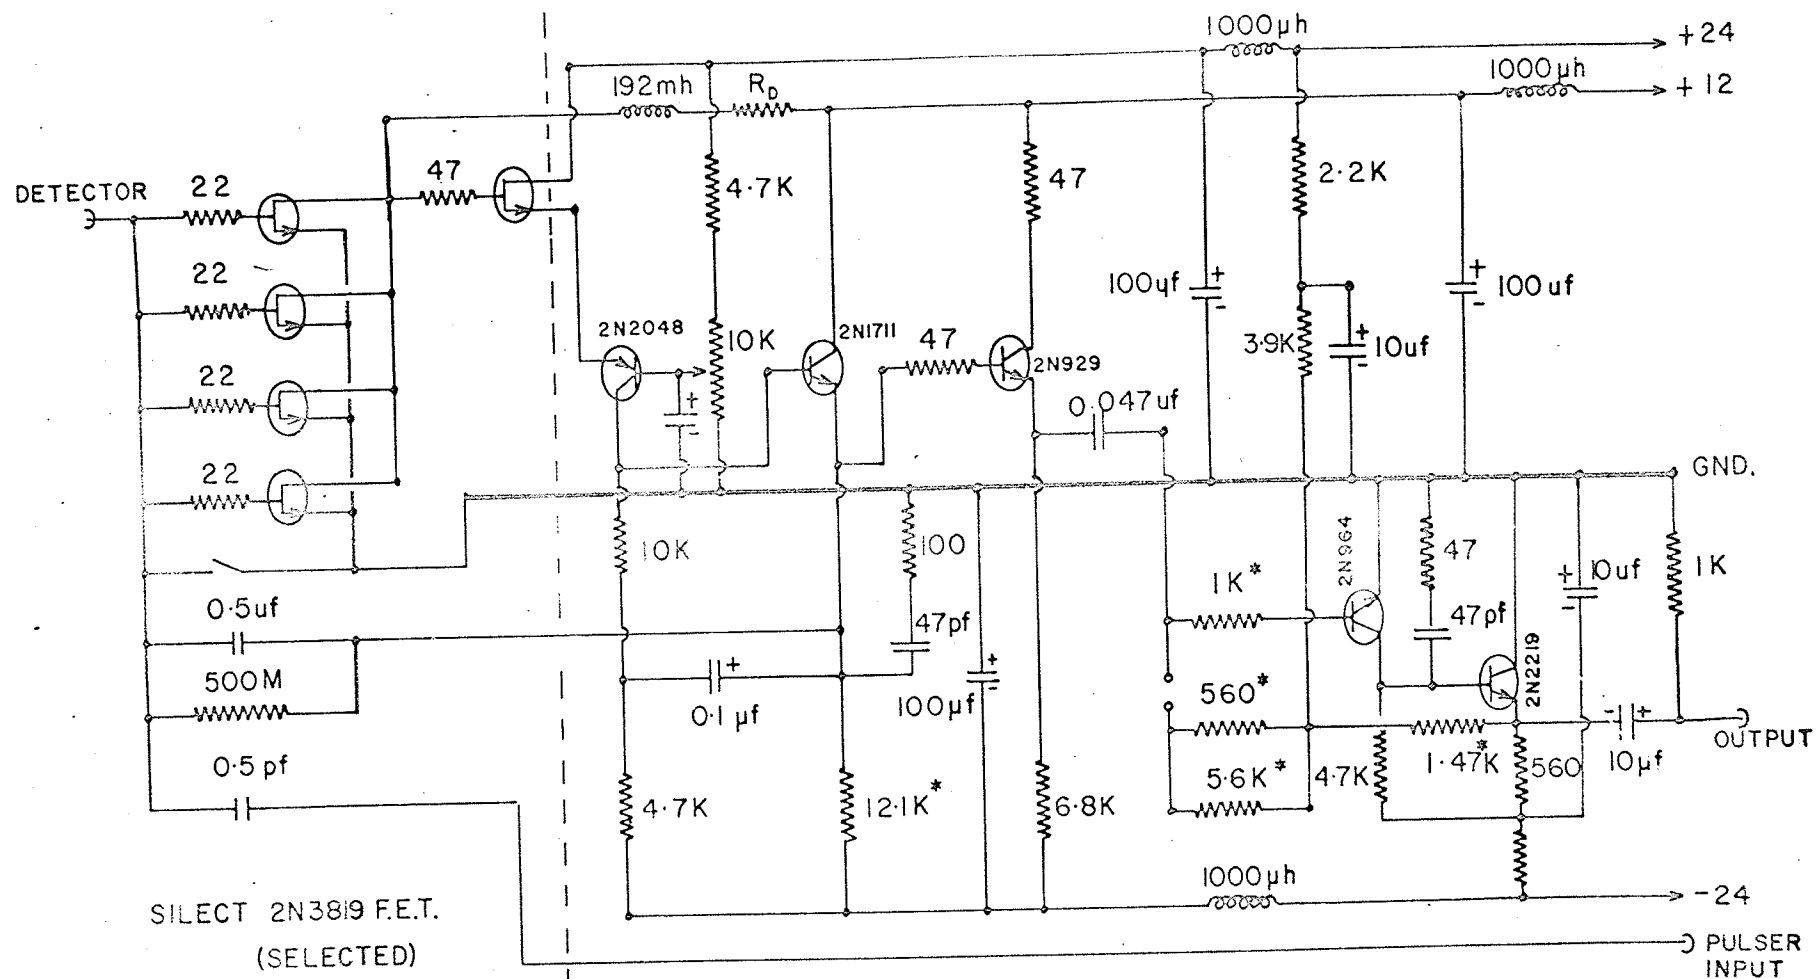 1000μh
+24
192mh
R_D
1000μh
+12
DETECTOR
22
47
4.7K
47
2.2K
22
2N2048
10K
2N1711
47
2N929
100μf
+
-
3.9K
+
-
10uf
+
-
100uf
22
+
-
0.047uf
22
GND.
10K
100
2N964
47
10uf
+
-
1K
1K*
0.5uf
47pf
47pf
2N2219
500M
+
0.1μf
+
-
100μf
560*
- +
10μf
OUTPUT
0.5pf
5.6K*
4.7K
1.47K*
560
4.7K
12.1K*
6.8K
1000μh
-24
SILECT 2N3819 F.E.T.
(SELECTED)
PULSER
INPUT